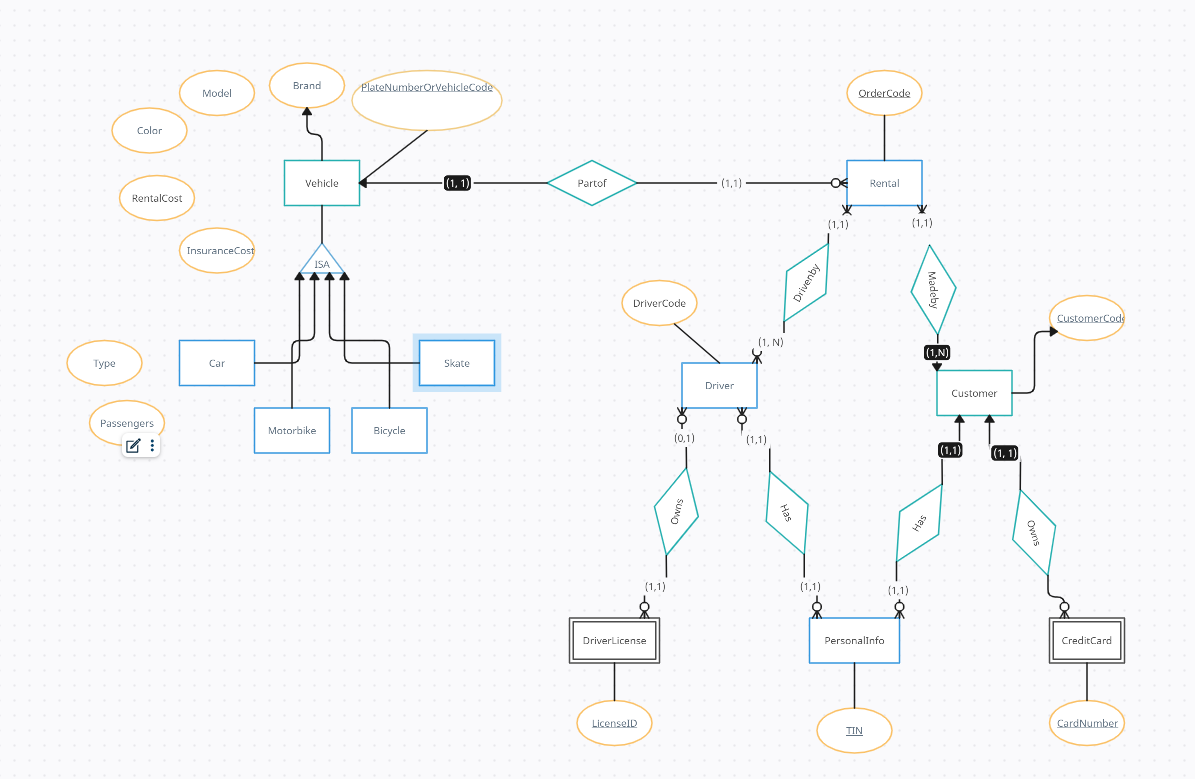 Brand
Model
PlateNumberOrVehicleCode
OrderCode
Color
Vehicle
(1, 1)
Partof
(1,1)
Rental
RentalCost
(1,1)
(1,1)
InsuranceCost
ISA
Drivenby
Madeby
DriverCode
CustomerCode
(1, N)
(1,N)
Type
Car
Skate
Driver
Customer
Passengers
Motorbike
Bicycle
(0,1)
(1,1)
(1,1)
(1, 1)
Owns
Has
Has
Owns
(1,1)
(1,1)
(1,1)
DriverLicense
PersonalInfo
CreditCard
LicenseID
TIN
CardNumber